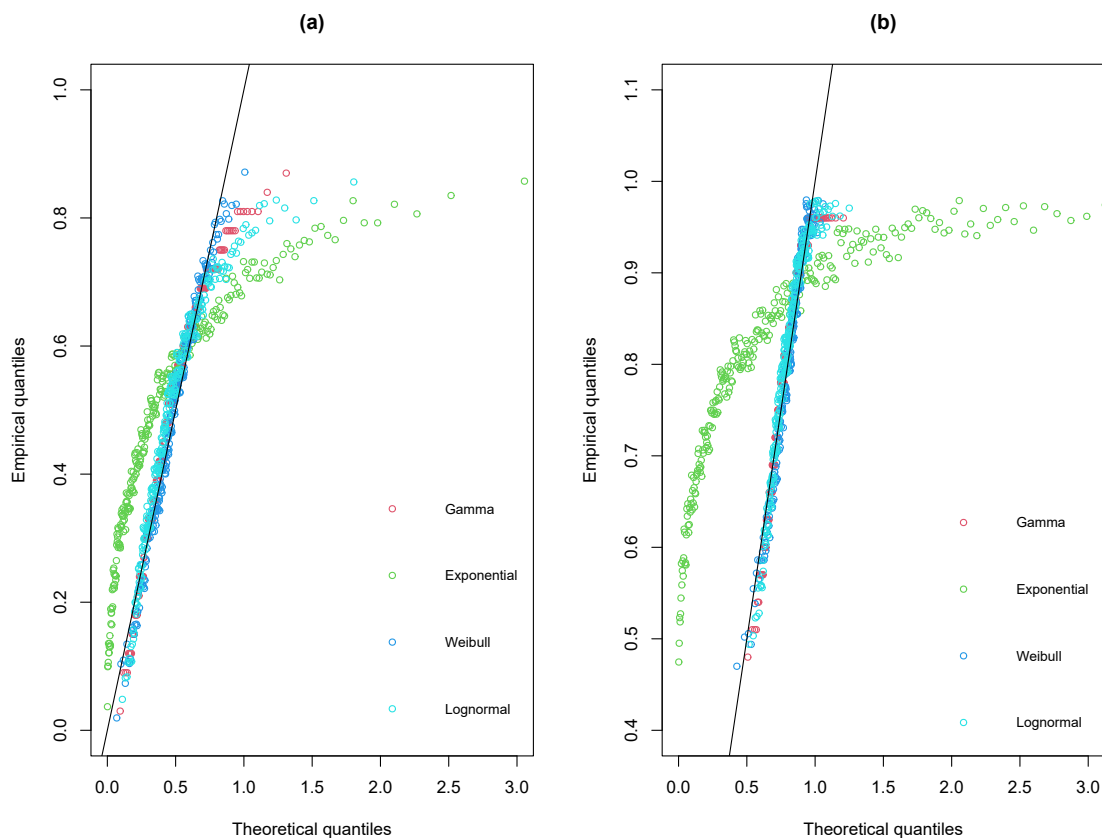 (a)
1.0
0.8
0.6
0.4
0.2
0.0
Empirical quantiles
Gamma
Exponential
Weibull
Lognormal
0.0 0.5 1.0 1.5 2.0 2.5 3.0
Theoretical quantiles
(b)
1.1
1.0
0.9
0.8
0.7
0.6
0.5
0.4
Empirical quantiles
Gamma
Exponential
Weibull
Lognormal
0.0 0.5 1.0 1.5 2.0 2.5 3.0
Theoretical quantiles